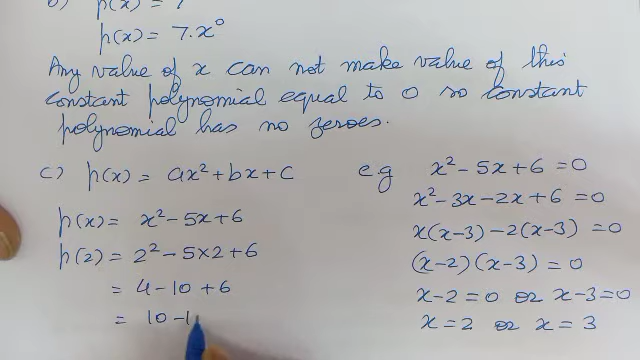 b) p(x) = 7
p(x) = 7.x⁰
Any value of x can not make value of this
constant polynomial equal to 0 so constant
polynomial has no zeroes.
c) p(x) = ax² + bx + c
p(x) = x² - 5x + 6
p(2) = 2² - 5×2 + 6
= 4 - 10 + 6
= 10 - 1
e.g x² - 5x + 6 = 0
x² - 3x - 2x + 6 = 0
x(x-3) - 2(x-3) = 0
(x-2)(x-3) = 0
x-2 = 0 or x-3 = 0
x = 2 or x = 3